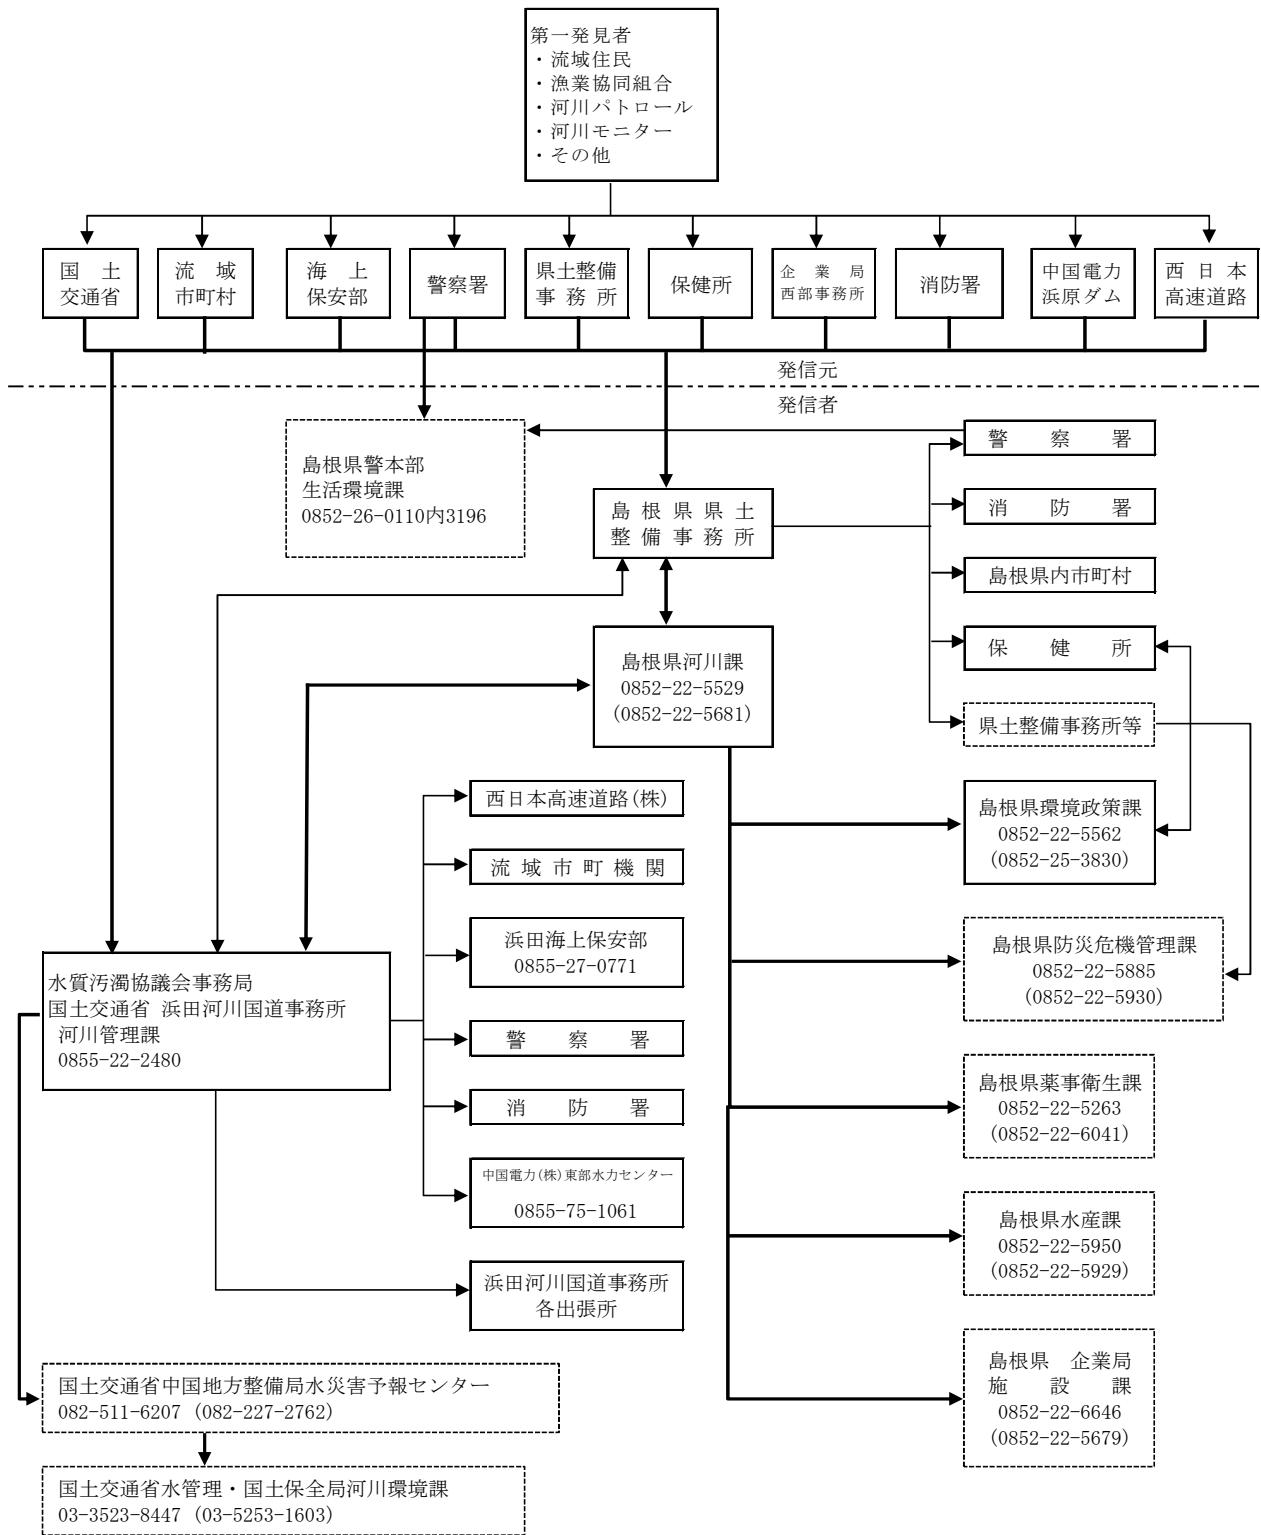 第一発見者
・流域住民
・漁業協同組合
・河川パトロール
・河川モニター
・その他
国　土
交通省
流　域
市町村
海　上
保安部
警察署
県土整備
事務所
保健所
企業局
西部事務所
消防署
中国電力
浜原ダム
西日本
高速道路
発信元
発信者
島根県警本部
生活環境課
0852-26-0110内3196
島根県県土
整備事務所
警察署
消防署
島根県内市町村
保健所
県土整備事務所等
島根県河川課
0852-22-5529
(0852-22-5681)
西日本高速道路(株)
流域市町機関
浜田海上保安部
0855-27-0771
警察署
消防署
中国電力(株)東部水力センター
0855-75-1061
浜田河川国道事務所
各出張所
島根県環境政策課
0852-22-5562
(0852-25-3830)
島根県防災危機管理課
0852-22-5885
(0852-22-5930)
島根県薬事衛生課
0852-22-5263
(0852-22-6041)
島根県水産課
0852-22-5950
(0852-22-5929)
島根県　企業局
施設課
0852-22-6646
(0852-22-5679)
水質汚濁協議会事務局
国土交通省 浜田河川国道事務所
河川管理課
0855-22-2480
国土交通省中国地方整備局水災害予報センター
082-511-6207 (082-227-2762)
国土交通省水管理・国土保全局河川環境課
03-3523-8447 (03-5253-1603)